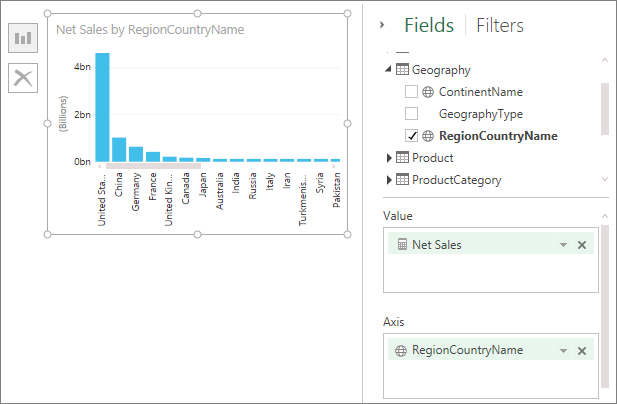 Net Sales by RegionCountryName
4bn
2bn
0bn
(Billions)
United Sta...
China
Germany
France
United Kin...
Canada
Japan
Australia
India
Russia
Italy
Iran
Turkmenis...
Syria
Pakistan
Fields
Filters
Geography
ContinentName
GeographyType
RegionCountryName
Product
ProductCategory
Value
Net Sales
Axis
RegionCountryName